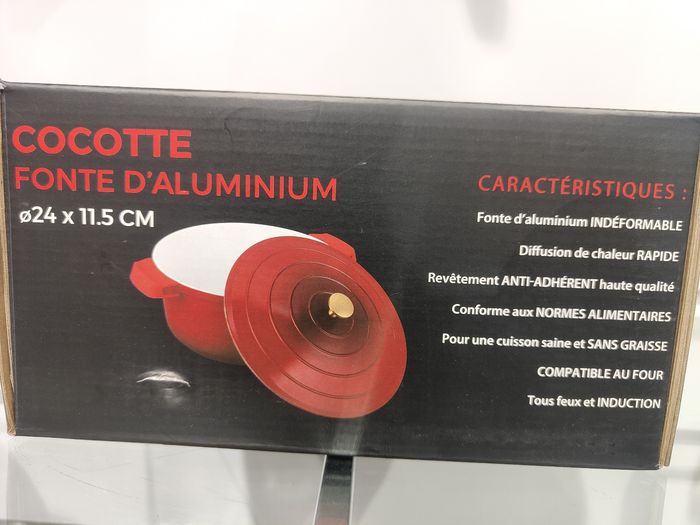 COCOTTE
FONTE D'ALUMINIUM
ø24 x 11.5 CM
CARACTÉRISTIQUES :
Fonte d'aluminium INDÉFORMABLE
Diffusion de chaleur RAPIDE
Revêtement ANTI-ADHÉRENT haute qualité
Conforme aux NORMES ALIMENTAIRES
Pour une cuisson saine et SANS GRAISSE
COMPATIBLE AU FOUR
Tous feux et INDUCTION